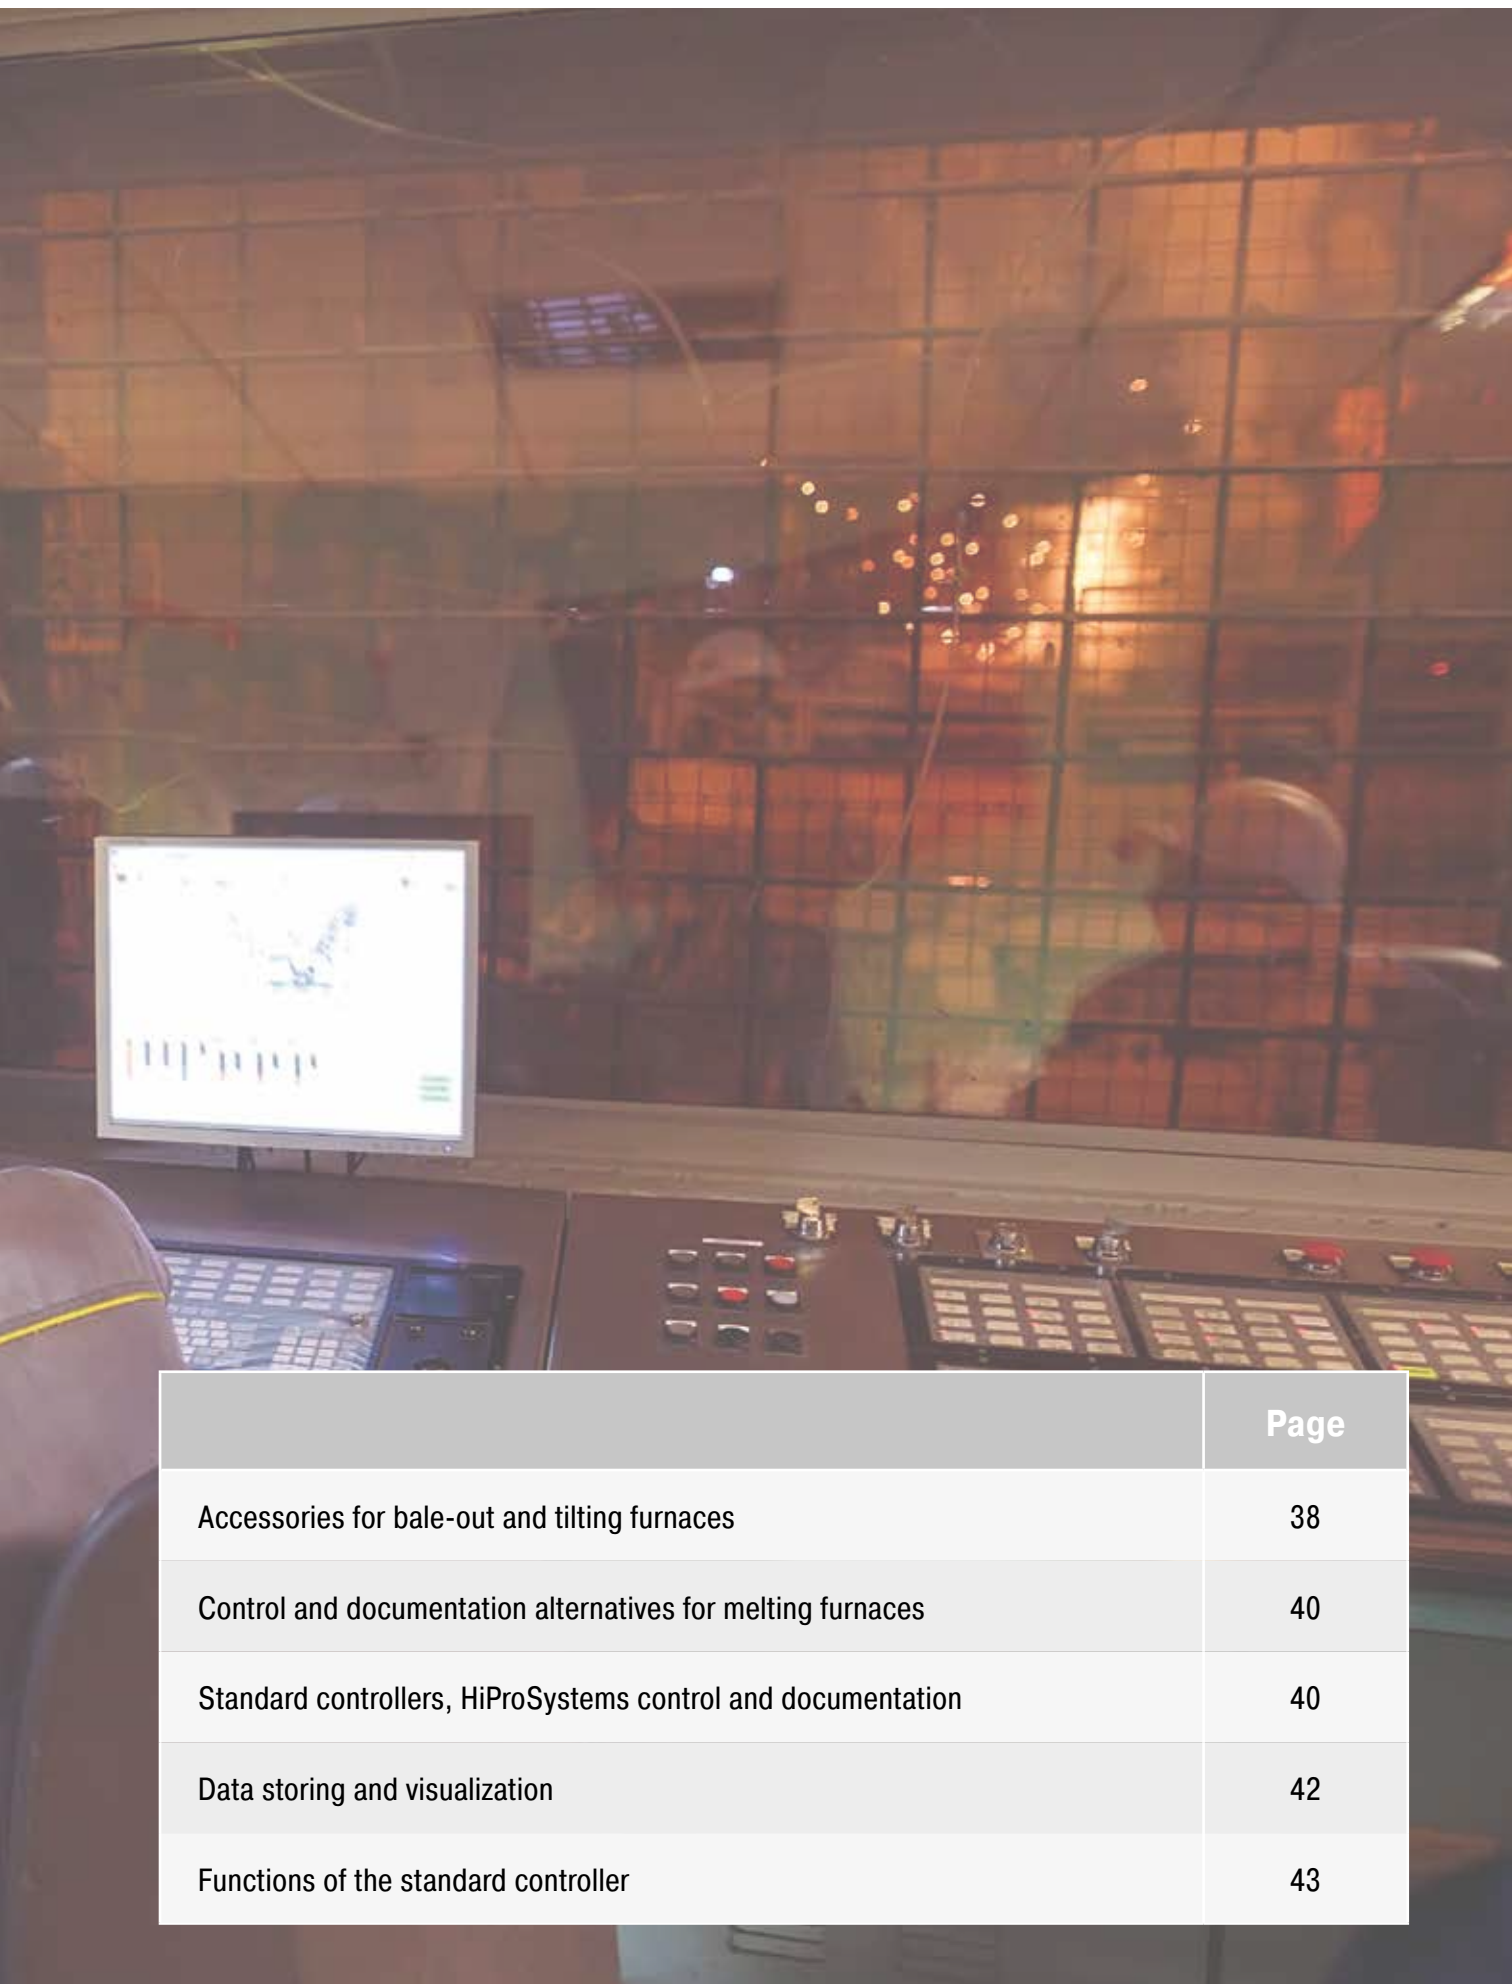 Page
Accessories for bale-out and tilting furnaces 38
Control and documentation alternatives for melting furnaces 40
Standard controllers, HiProSystems control and documentation 40
Data storing and visualization 42
Functions of the standard controller 43